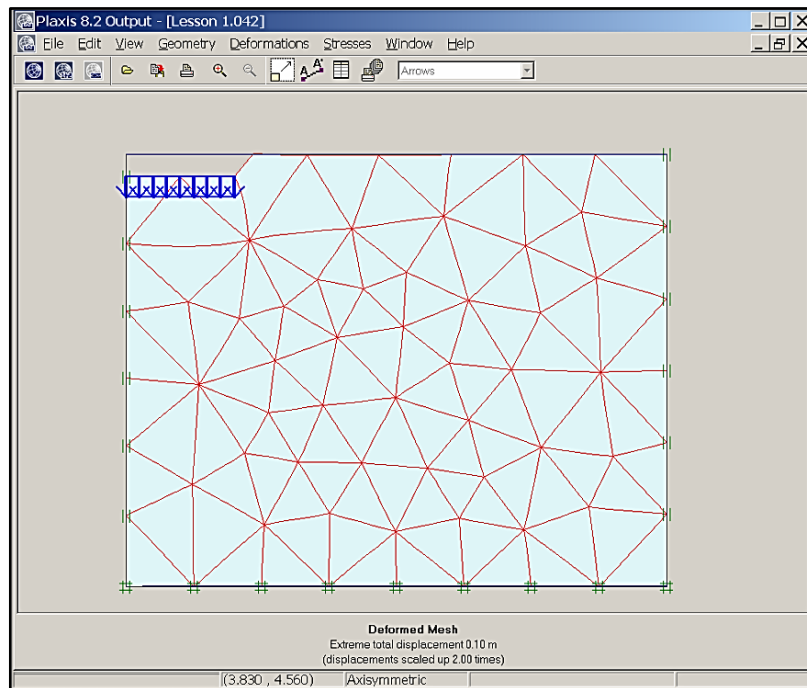 Plaxis 8.2 Output - [Lesson 1.042]
File Edit View Geometry Deformations Stresses Window Help
Arrows
Deformed Mesh
Extreme total displacement 0.10 m
(displacements scaled up 2.00 times)
(3.830 , 4.560) Axisymmetric